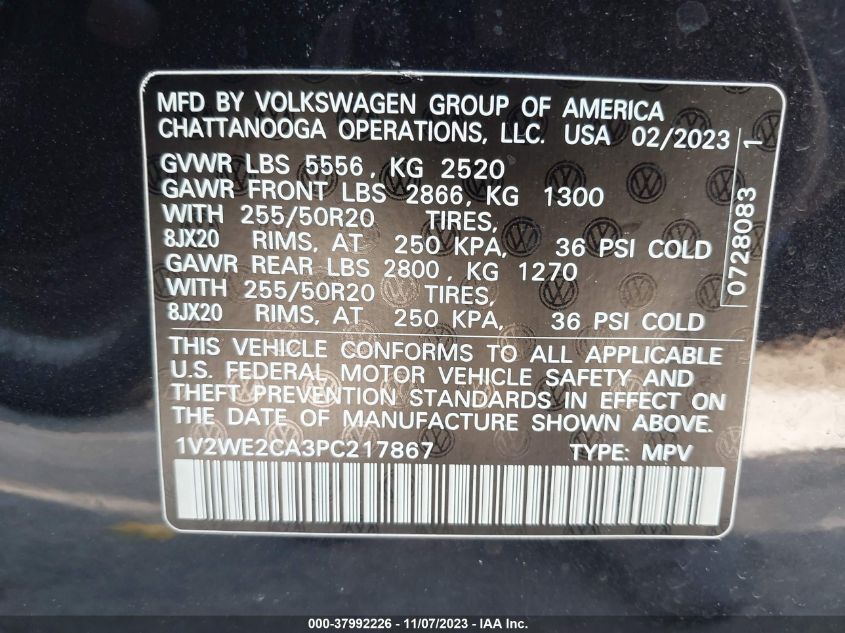 MFD BY VOLKSWAGEN GROUP OF AMERICA
CHATTANOOGA OPERATIONS, LLC. USA 02/2023
GVWR LBS 5556, KG 2520
GAWR FRONT LBS 2866, KG 1300
WITH 255/50R20 TIRES,
8JX20 RIMS, AT 250 KPA, 36 PSI COLD
GAWR REAR LBS 2800, KG 1270
WITH 255/50R20 TIRES,
8JX20 RIMS, AT 250 KPA, 36 PSI COLD
0728083 1
THIS VEHICLE CONFORMS TO ALL APPLICABLE
U.S. FEDERAL MOTOR VEHICLE SAFETY AND
THEFT PREVENTION STANDARDS IN EFFECT ON
THE DATE OF MANUFACTURE SHOWN ABOVE.
1V2WE2CA3PC217867 TYPE: MPV
000-37992226 - 11/07/2023 - IAA Inc.